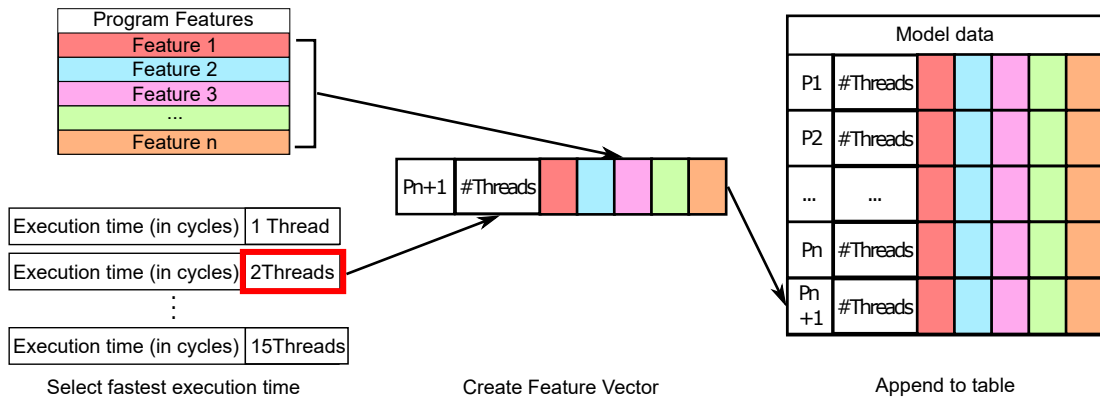 Program Features
Feature 1
Feature 2
Feature 3
...
Feature n
Execution time (in cycles) 1 Thread
Execution time (in cycles) 2Threads
⋮
Execution time (in cycles) 15Threads
Select fastest execution time
Pn+1 #Threads
Create Feature Vector
Model data
P1 #Threads
P2 #Threads
... ...
Pn #Threads
Pn
+1 #Threads
Append to table